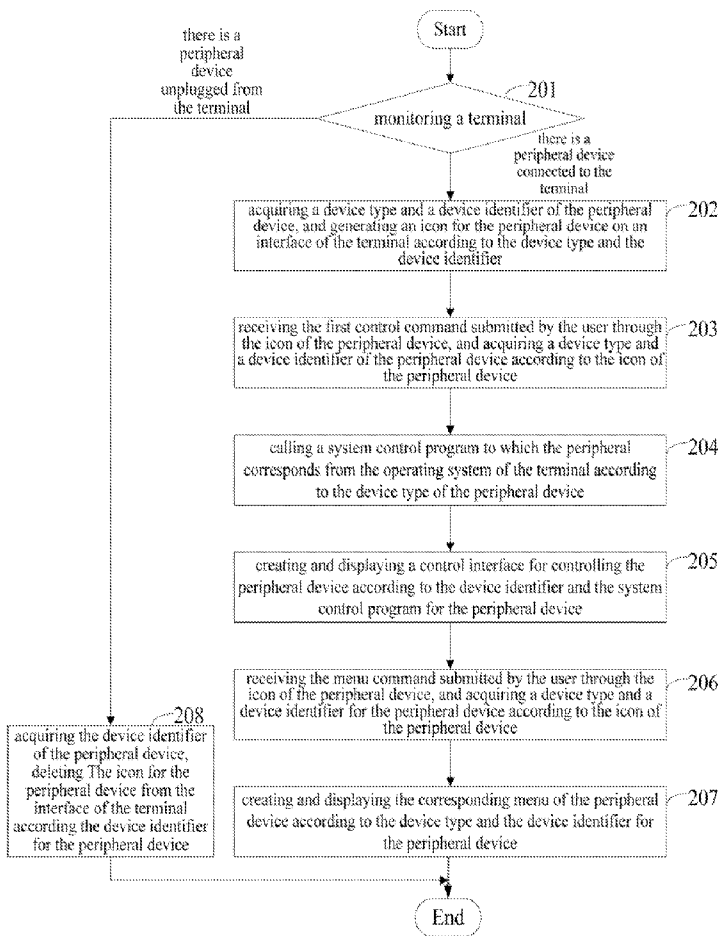 there is a
peripheral
device
unplugged from
the terminal
Start
201
monitoring a terminal
there is a
peripheral device
connected to the
terminal
202
acquiring a device type and a device identifier of the peripheral
device, and generating an icon for the peripheral device on an
interface of the terminal according to the device type and the
device identifier
203
receiving the first control command submitted by the user through
the icon of the peripheral device, and acquiring a device type and
a device identifier of the peripheral device according to the icon of
the peripheral device
204
calling a system control program to which the peripheral
corresponds from the operating system of the terminal according
to the device type of the peripheral device
205
creating and displaying a control interface for controlling the
peripheral device according to the device identifier and the system
control program for the peripheral device
206
receiving the menu command submitted by the user through the
icon of the peripheral device, and acquiring a device type and a
device identifier for the peripheral device according to the icon of
the peripheral device
208
acquiring the device identifier
of the peripheral device,
deleting The icon for the
peripheral device from the
interface of the terminal
according the device identifier
for the peripheral device
207
creating and displaying the corresponding menu of the peripheral
device according to the device type and the device identifier for
the peripheral device
End